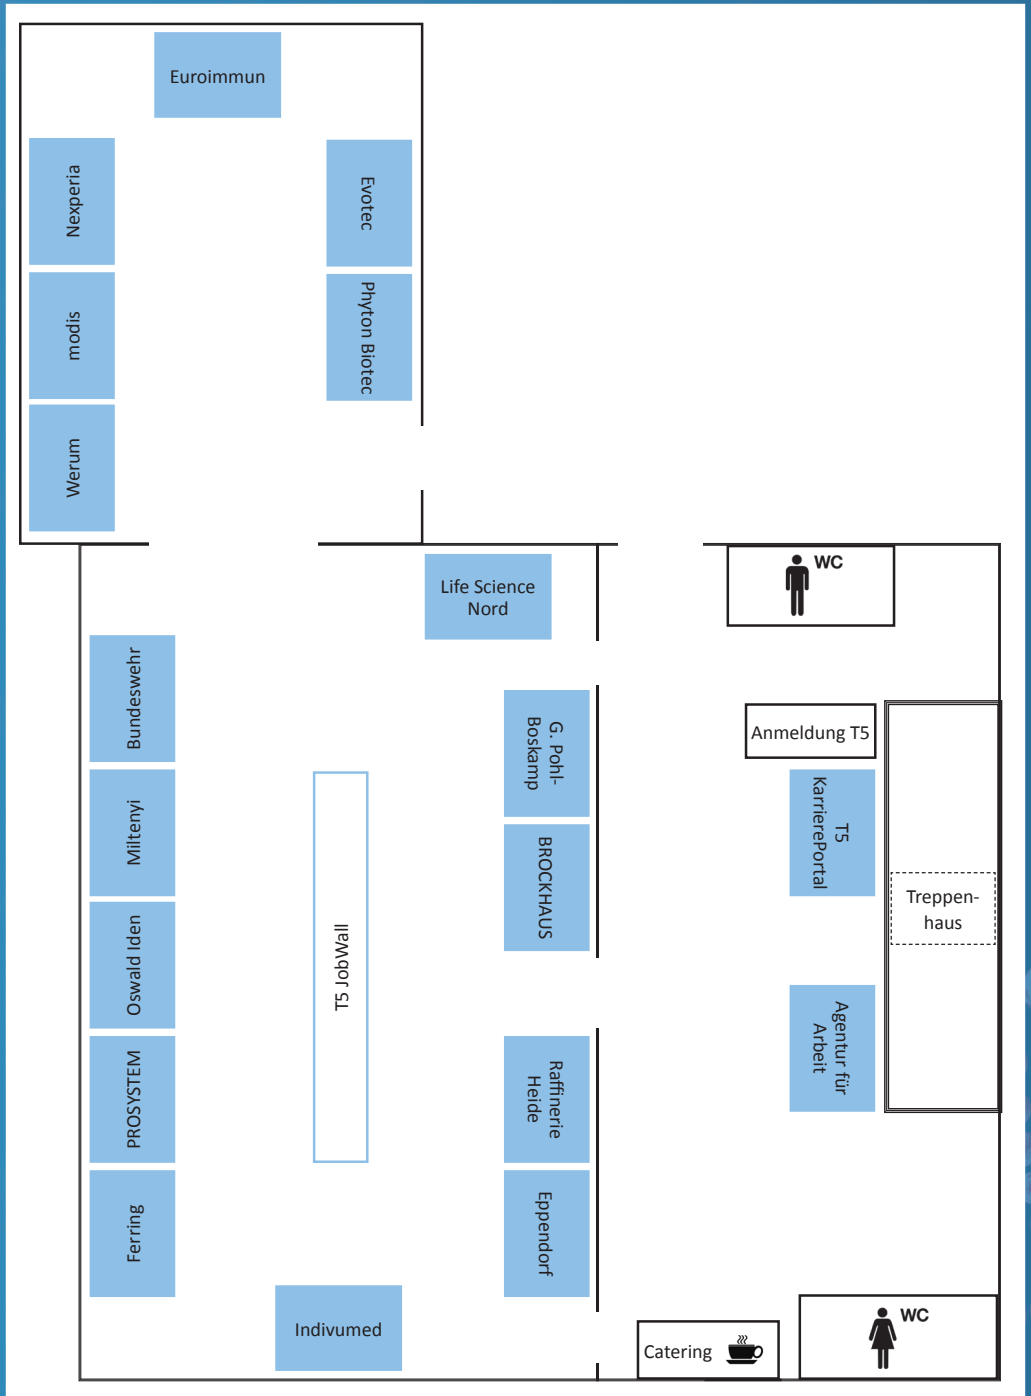 Euroimmun
Nexperia
Evotec
modis
Phyton Biotec
Werum
Life Science
Nord
WC
Bundeswehr
G. Pohl-
Boskamp
Anmeldung T5
Miltenyi
BROCKHAUS
T5
KarrierePortal
Treppen-
haus
Oswald Iden
T5 JobWall
Agentur für
Arbeit
PROSYSTEM
Raffinerie
Heide
Ferring
Eppendorf
Indivumed
Catering
WC